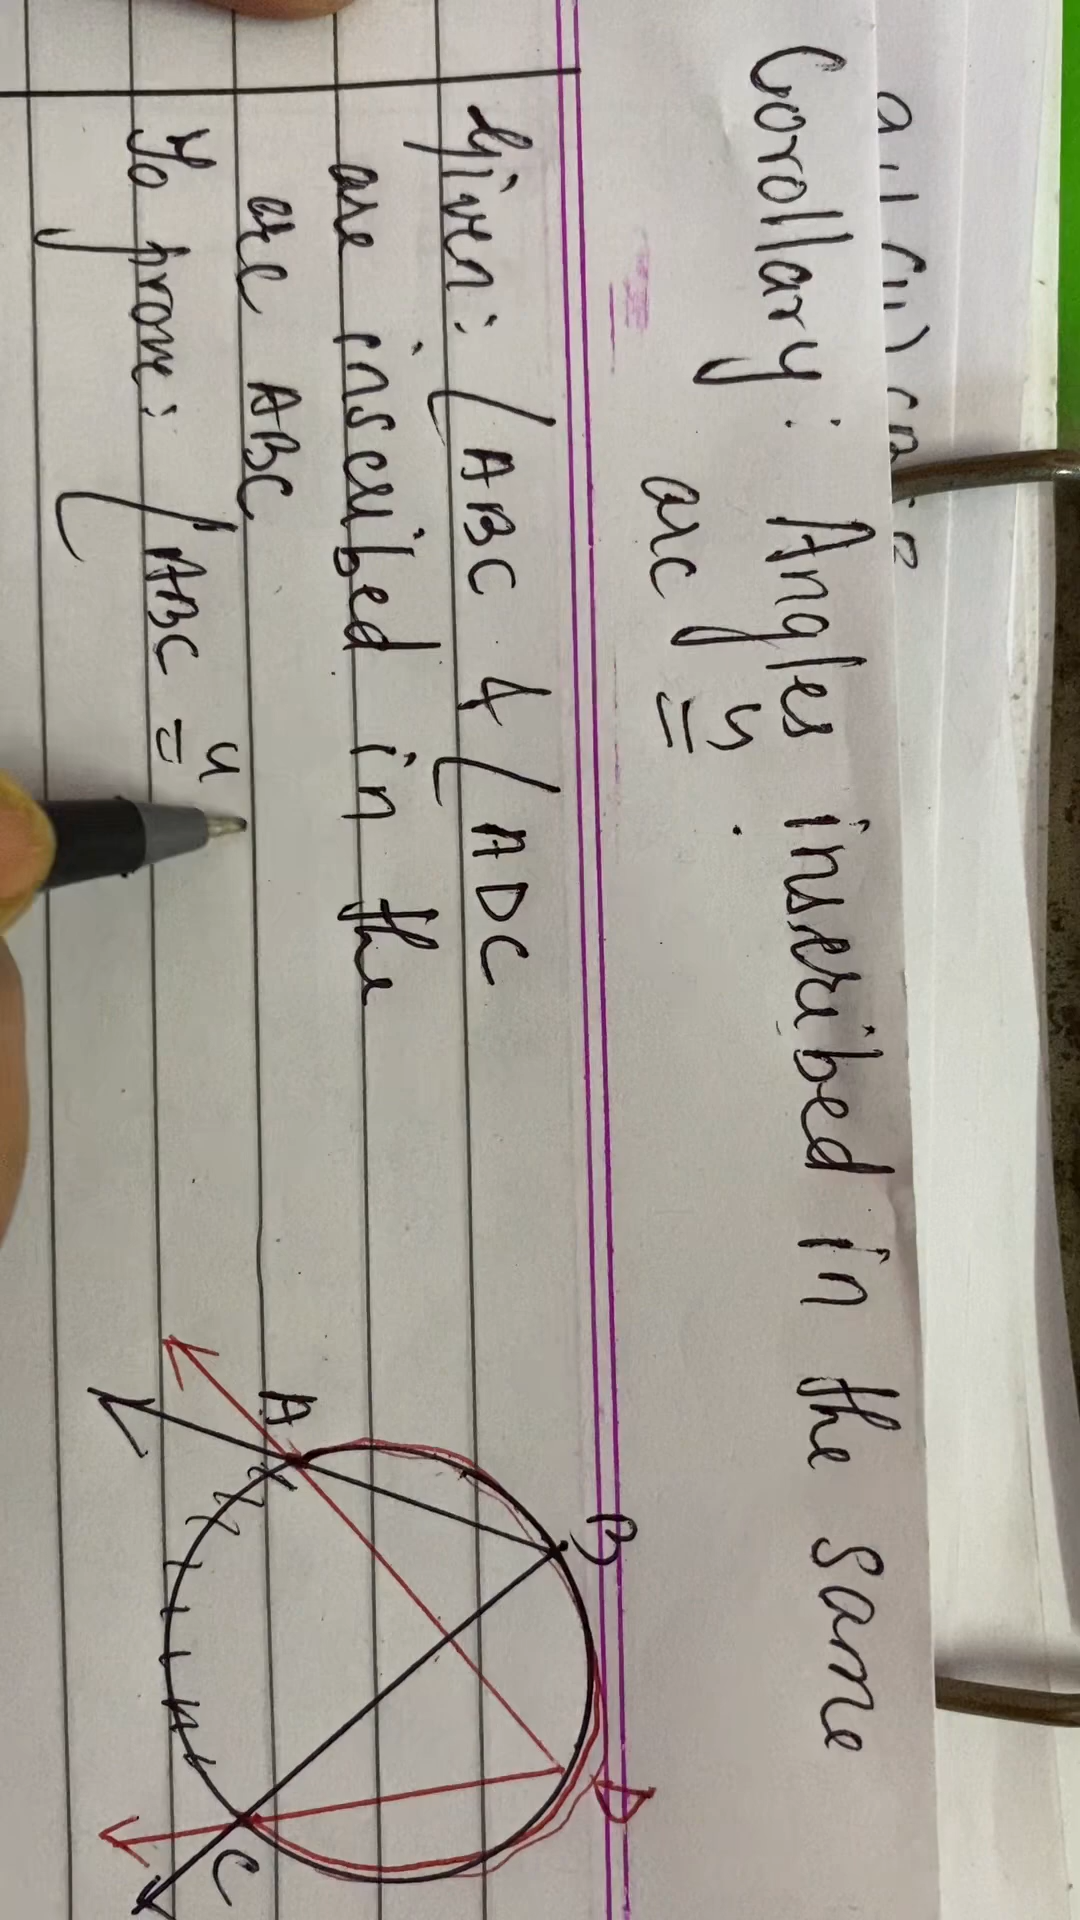 Corollary: Angles inscribed in the same
arc ≅.
Given: ∠ABC & ∠ADC
are inscribed in the
arc ABC
To prove: ∠ABC ≅
A
B
C
D